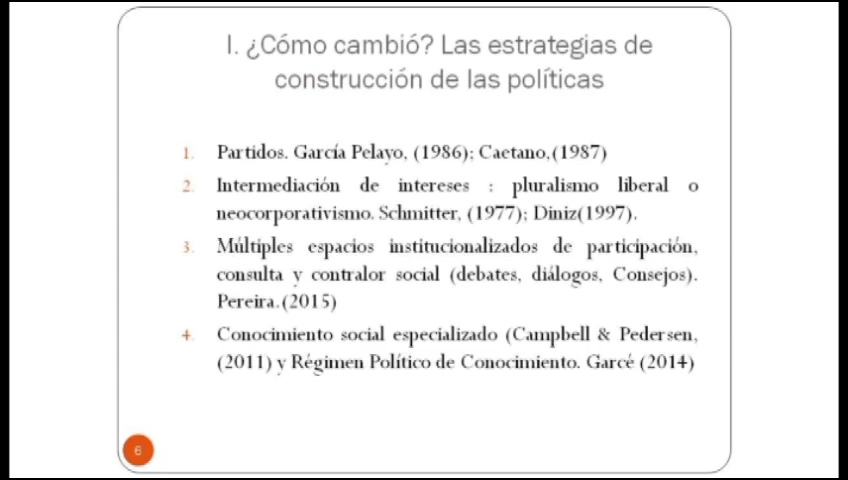 I. ¿Cómo cambió? Las estrategias de
construcción de las políticas
1. Partidos. García Pelayo, (1986); Caetano,(1987)
2. Intermediación de intereses : pluralismo liberal o
neocorporativismo. Schmitter, (1977); Diniz(1997).
3. Múltiples espacios institucionalizados de participación,
consulta y contralor social (debates, diálogos, Consejos).
Pereira.(2015)
4. Conocimiento social especializado (Campbell & Pedersen,
(2011) y Régimen Político de Conocimiento. Garcé (2014)
6